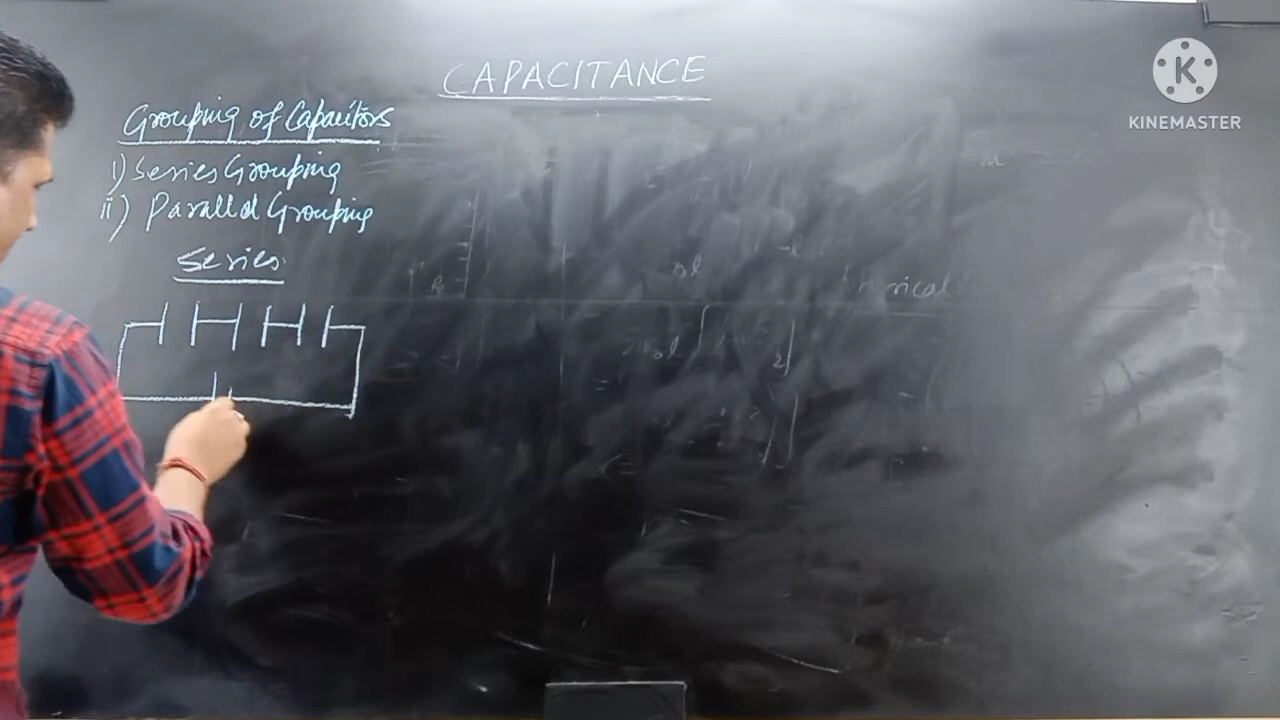 CAPACITANCE
Grouping of Capacitors
i) Series Grouping
ii) Parallel Grouping
Series
KINEMASTER